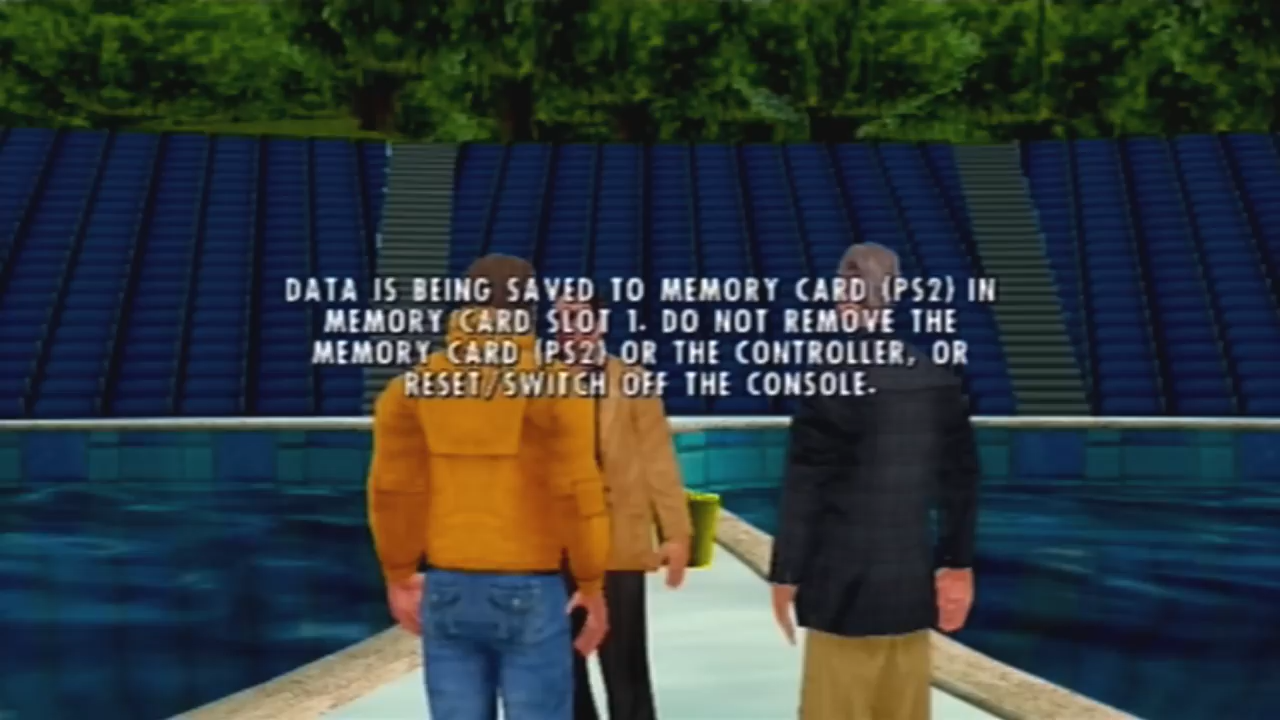 DATA IS BEING SAVED TO MEMORY CARD (PS2) IN
MEMORY CARD SLOT 1. DO NOT REMOVE THE
MEMORY CARD (PS2) OR THE CONTROLLER, OR
RESET/SWITCH OFF THE CONSOLE.